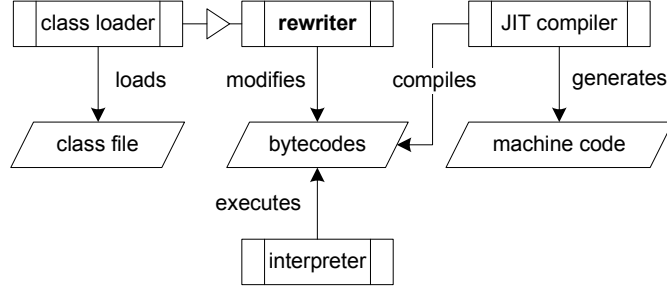 class loader
rewriter
JIT compiler
loads
modifies
compiles
generates
class file
bytecodes
machine code
executes
interpreter